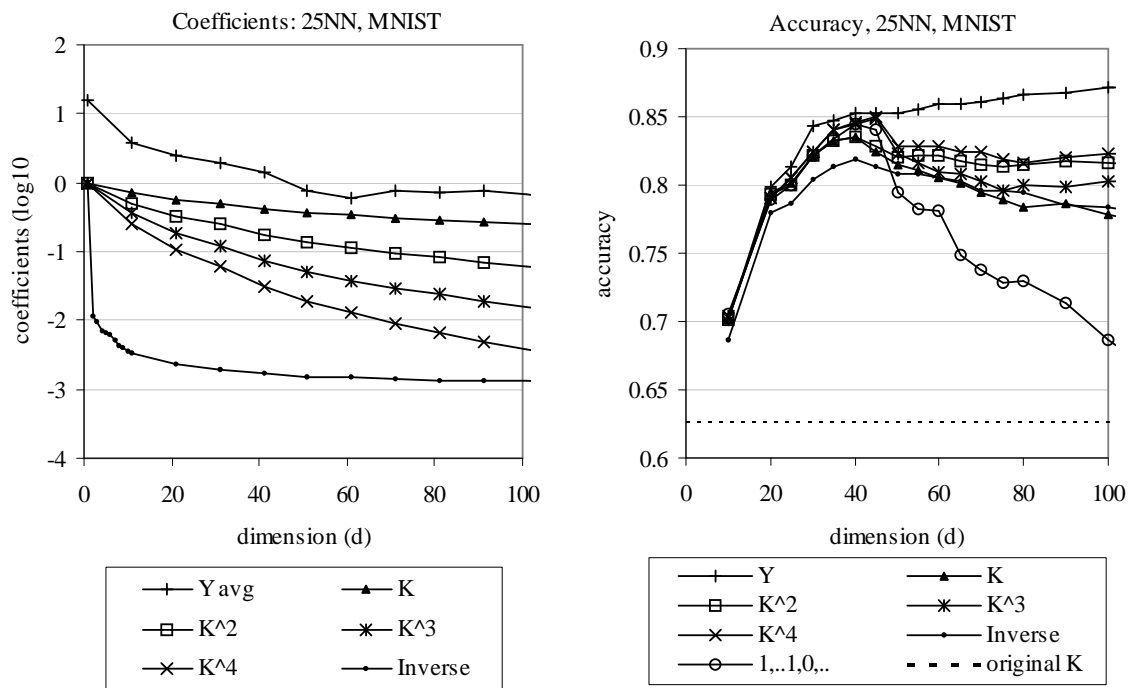 Coefficients: 25NN, MNIST
2
1
0
-1
-2
-3
-4
coefficients (log10
0 20 40 60 80 100
dimension (d)
Y avg K
K^2 K^3
K^4 Inverse
Accuracy, 25NN, MNIST
0.9
0.85
0.8
0.75
0.7
0.65
0.6
accuracy
0 20 40 60 80 100
dimension (d)
Y K
K^2 K^3
K^4 Inverse
1,..1,0,.. original K